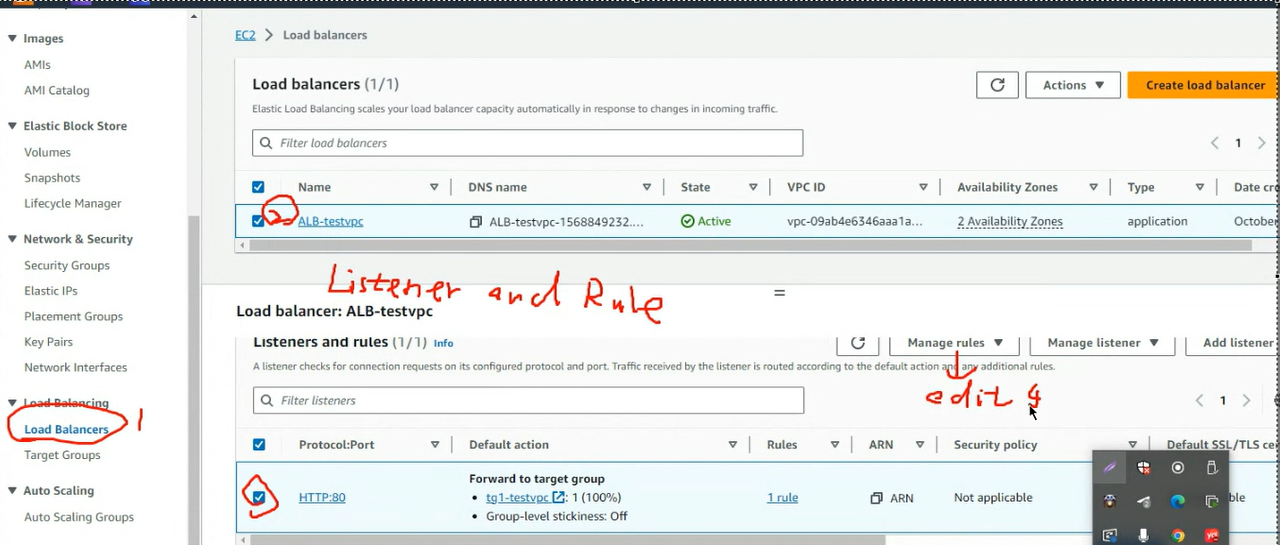 Images
AMIs
AMI Catalog
Elastic Block Store
Volumes
Snapshots
Lifecycle Manager
Network & Security
Security Groups
Elastic IPs
Placement Groups
Key Pairs
Network Interfaces
Load Balancing
Load Balancers 1
Target Groups
Auto Scaling
Auto Scaling Groups
EC2 > Load balancers
Load balancers (1/1)
Actions
Create load balancer
Elastic Load Balancing scales your load balancer capacity automatically in response to changes in incoming traffic.
Filter load balancers
1
Name DNS name State VPC ID Availability Zones Type Date cr
2 ALB-testvpc ALB-testvpc-1568849232.... Active vpc-09ab4e6346aaa1a... 2 Availability Zones application October
Listener and Rule
Load balancer: ALB-testvpc
Listeners and rules (1/1) Info
Manage rules Manage listener Add listener
A listener checks for connection requests on its configured protocol and port. Traffic received by the listener is routed according to the default action and any additional rules.
edit
Filter listeners
1
Protocol:Port Default action Rules ARN Security policy Default SSL/TLS ce
Forward to target group
HTTP:80 • tg1-testvpc : 1 (100%) 1 rule ARN Not applicable
• Group-level stickiness: Off